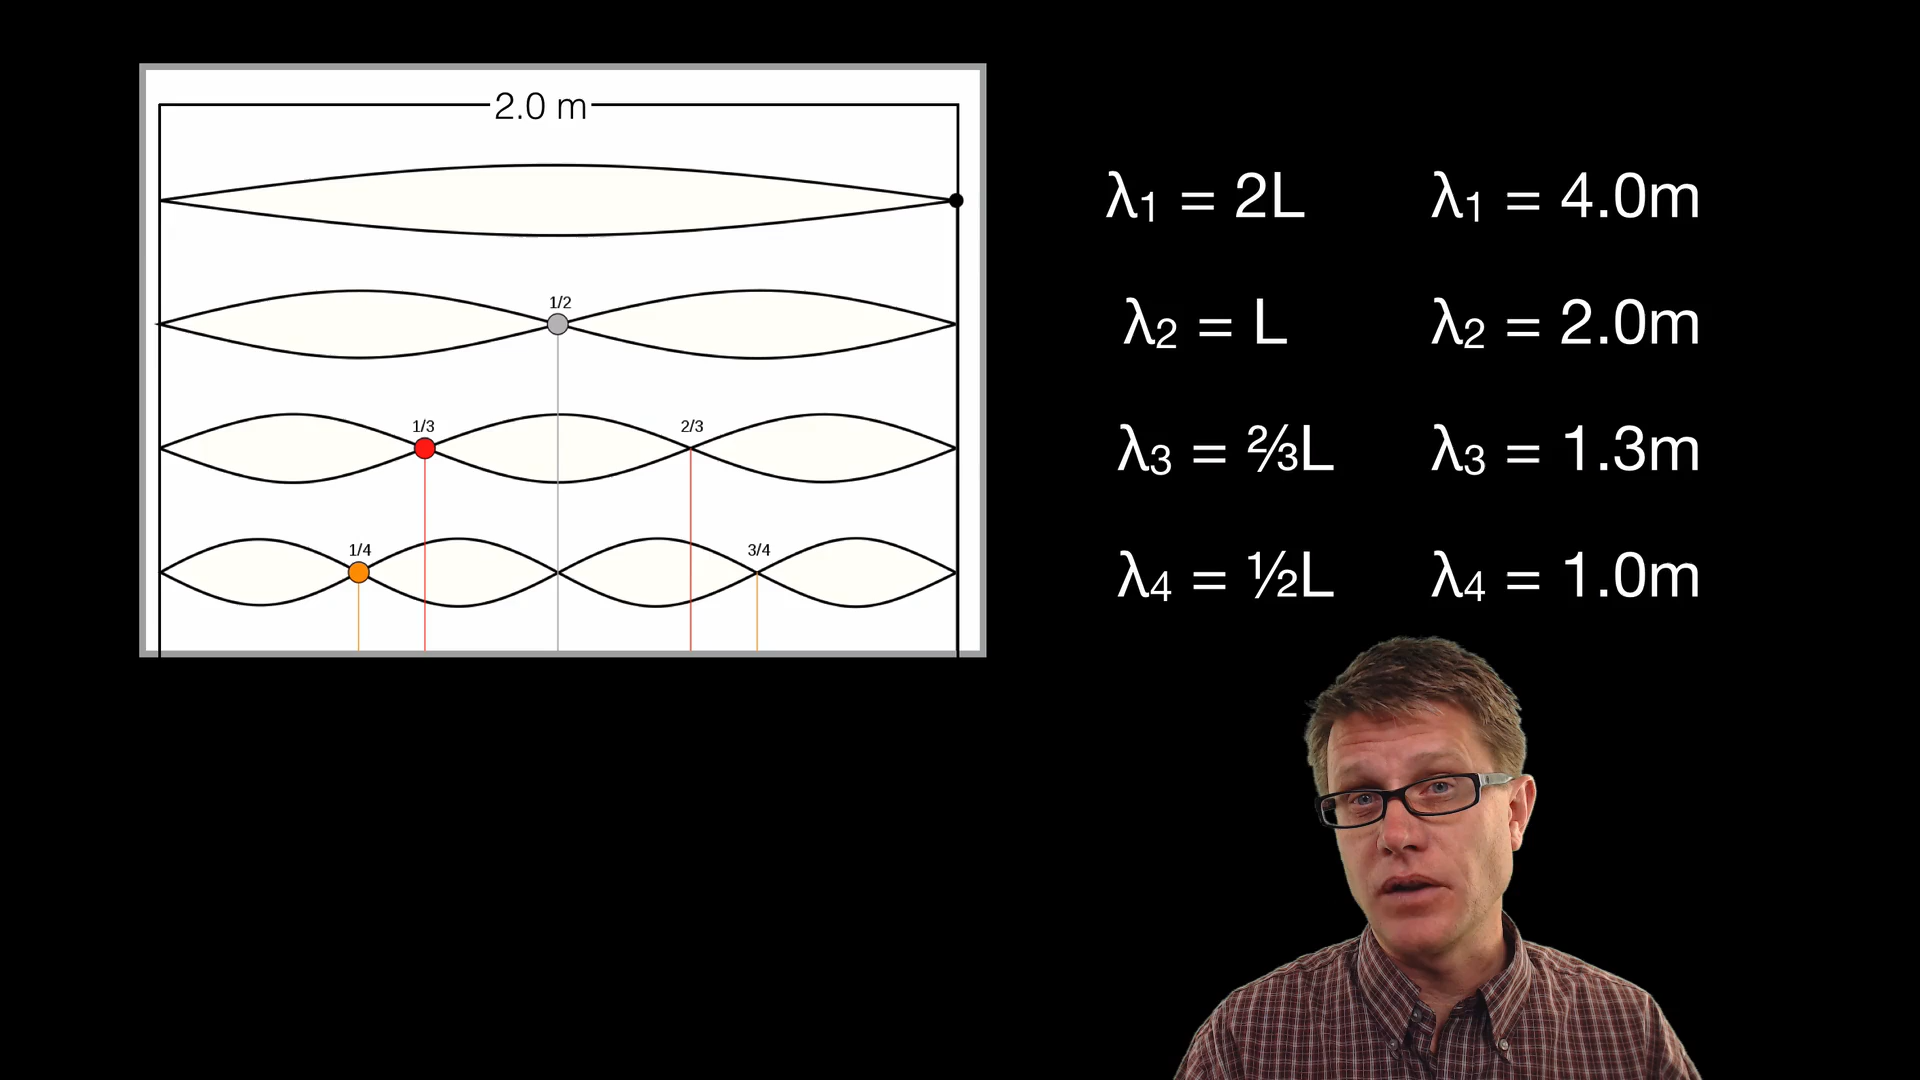 2.0 m
λ₁ = 2L λ₁ = 4.0m
1/2
λ₂ = L λ₂ = 2.0m
1/3 2/3
λ₃ = ⅔L λ₃ = 1.3m
1/4 3/4
λ₄ = ½L λ₄ = 1.0m